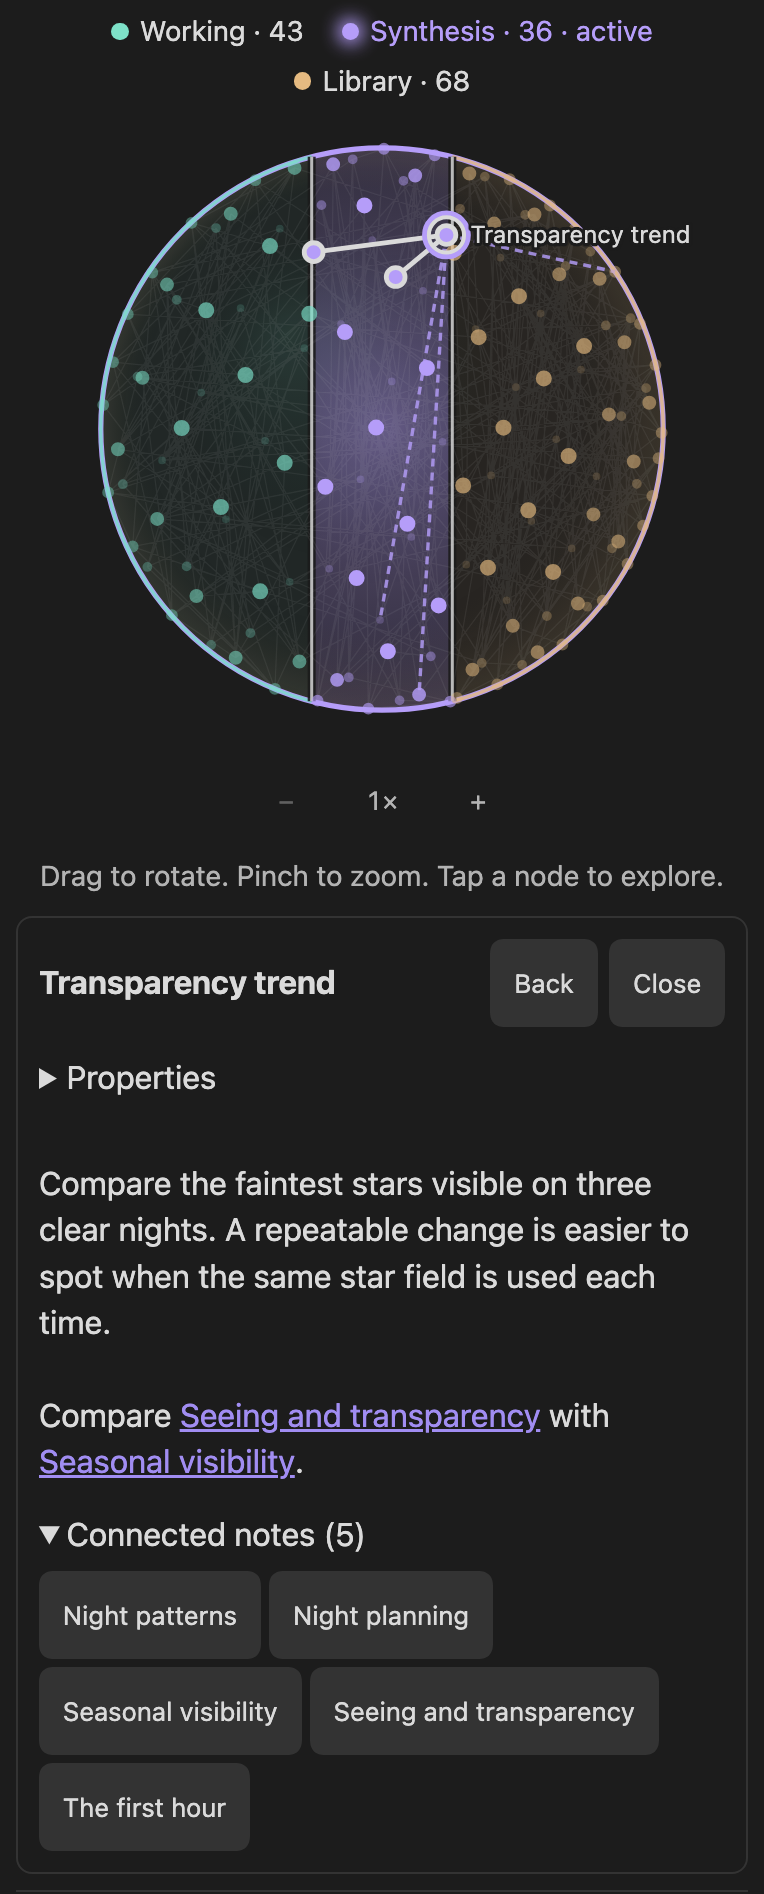 Working · 43
Synthesis · 36 · active
Library · 68
Transparency trend
− 1× +
Drag to rotate. Pinch to zoom. Tap a node to explore.
Transparency trend
Back
Close
▶ Properties
Compare the faintest stars visible on three
clear nights. A repeatable change is easier to
spot when the same star field is used each
time.
Compare Seeing and transparency with
Seasonal visibility.
▼ Connected notes (5)
Night patterns
Night planning
Seasonal visibility
Seeing and transparency
The first hour